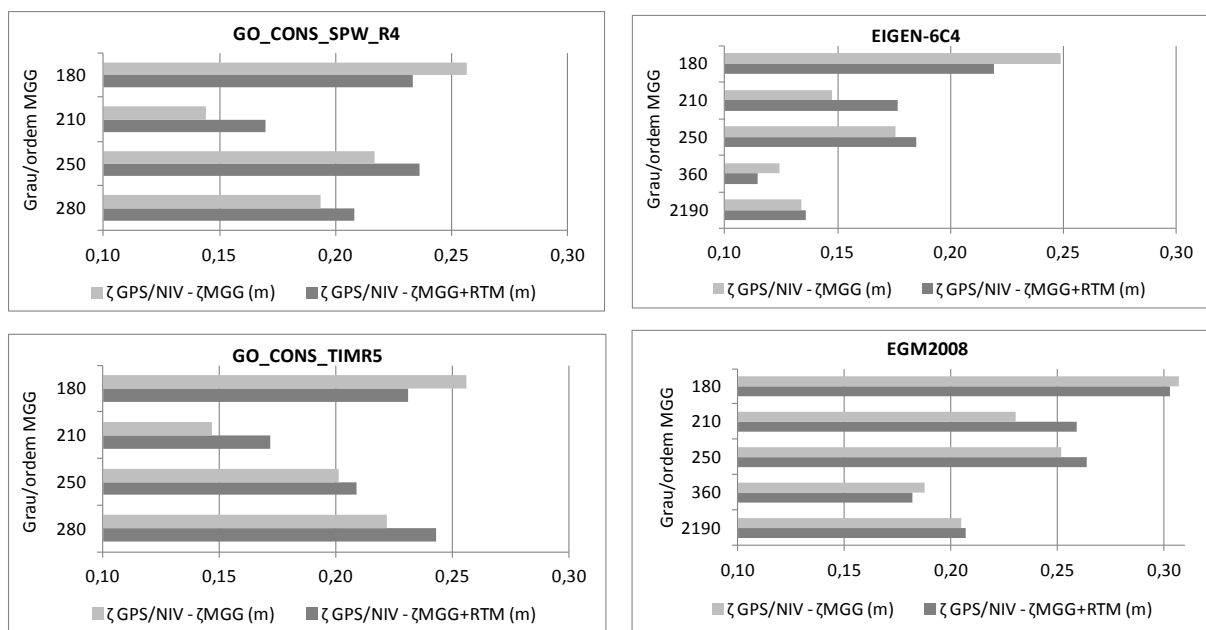 GO_CONS_SPW_R4
Grau/ordem MGG
180
210
250
280
0,10 0,15 0,20 0,25 0,30
ζ GPS/NIV - ζMGG (m) ζ GPS/NIV - ζMGG+RTM (m)
EIGEN-6C4
Grau/ordem MGG
180
210
250
360
2190
0,10 0,15 0,20 0,25 0,30
ζ GPS/NIV - ζMGG (m) ζ GPS/NIV - ζMGG+RTM (m)
GO_CONS_TIMR5
Grau/ordem MGG
180
210
250
280
0,10 0,15 0,20 0,25 0,30
ζ GPS/NIV - ζMGG (m) ζ GPS/NIV - ζMGG+RTM (m)
EGM2008
Grau/ordem MGG
180
210
250
360
2190
0,10 0,15 0,20 0,25 0,30
ζ GPS/NIV - ζMGG (m) ζ GPS/NIV - ζMGG+RTM (m)